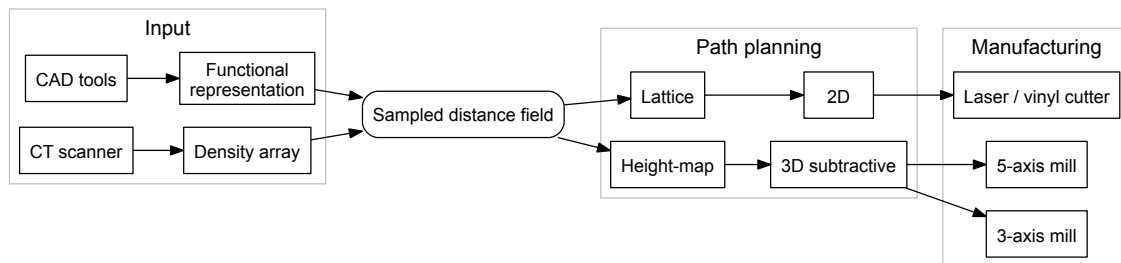 Input
CAD tools
Functional
representation
CT scanner
Density array
Sampled distance field
Path planning
Lattice
2D
Height-map
3D subtractive
Manufacturing
Laser / vinyl cutter
5-axis mill
3-axis mill